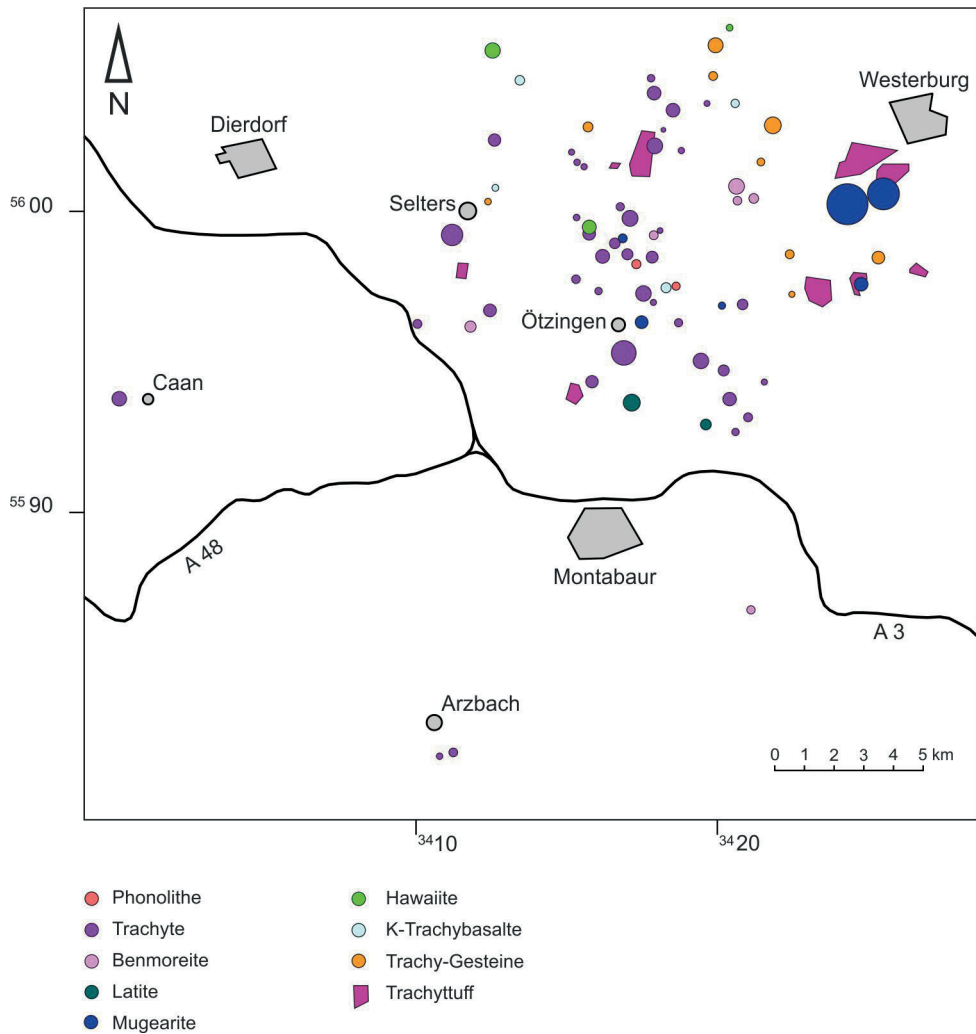 N
Westerburg
Dierdorf
56 00
Selters
Ötzingen
Caan
55 90
A 48
Montabaur
A 3
Arzbach
0 1 2 3 4 5 km
34 10
34 20
Phonolithe
Trachyte
Benmoreite
Latite
Mugearite
Hawaiite
K-Trachybasalte
Trachy-Gesteine
Trachyttuff